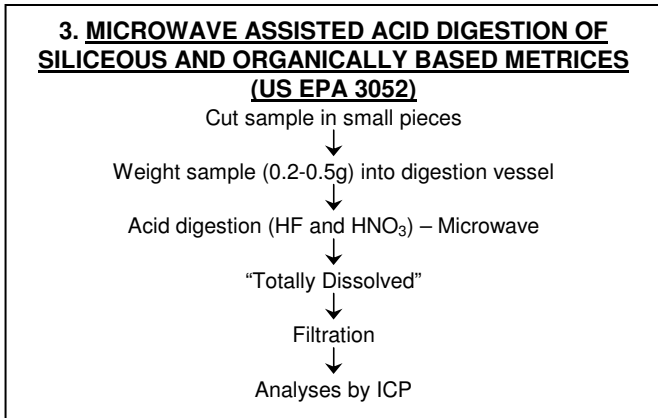 3. MICROWAVE ASSISTED ACID DIGESTION OF
SILICEOUS AND ORGANICALLY BASED METRICES
(US EPA 3052)
Cut sample in small pieces
Weight sample (0.2-0.5g) into digestion vessel
Acid digestion (HF and HNO₃) – Microwave
“Totally Dissolved”
Filtration
Analyses by ICP